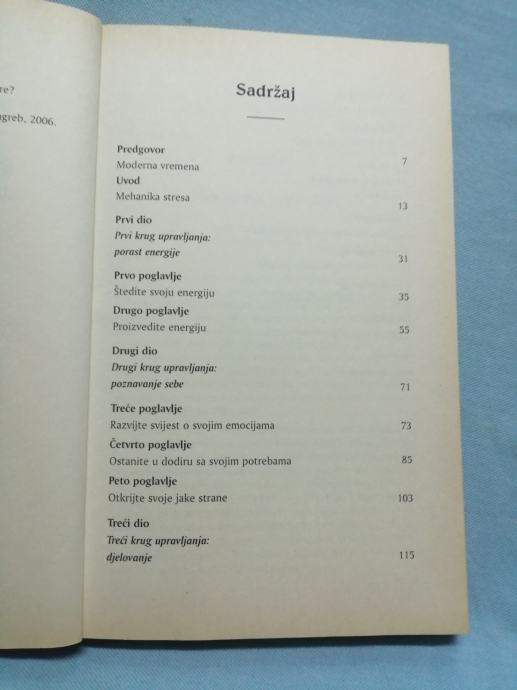 re?
agreb, 2006.
Sadržaj
Predgovor
Moderna vremena 7
Uvod
Mehanika stresa 13
Prvi dio
Prvi krug upravljanja:
porast energije 31
Prvo poglavlje
Štedite svoju energiju 35
Drugo poglavlje
Proizvedite energiju 55
Drugi dio
Drugi krug upravljanja:
poznavanje sebe 71
Treće poglavlje
Razvijte svijest o svojim emocijama 73
Četvrto poglavlje
Ostanite u dodiru sa svojim potrebama 85
Peto poglavlje
Otkrijte svoje jake strane 103
Treći dio
Treći krug upravljanja:
djelovanje 115